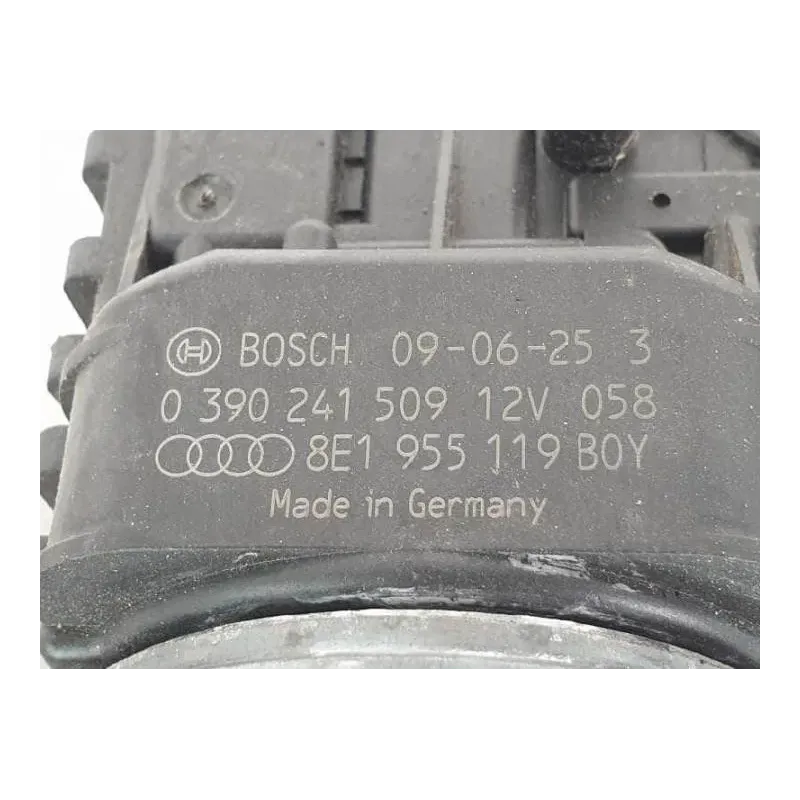 BOSCH 09-06-25 3
0 390 241 509 12V 058
8E1 955 119 B0Y
Made in Germany